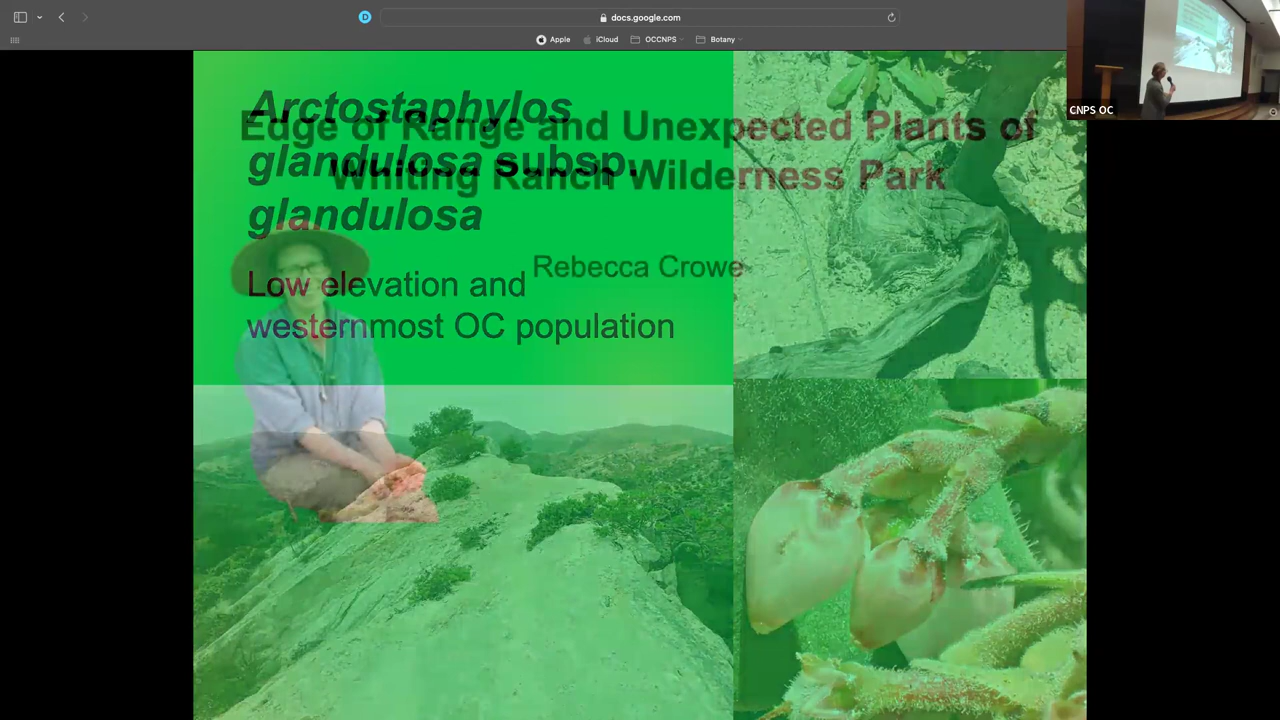 docs.google.com
Apple
iCloud
OCCNPS
Botany
CNPS OC
Edge of Range and Unexpected Plants of
Whiting Ranch Wilderness Park
Rebecca Crowe
Arctostaphylos
glandulosa subsp.
glandulosa
Low elevation and
westernmost OC population